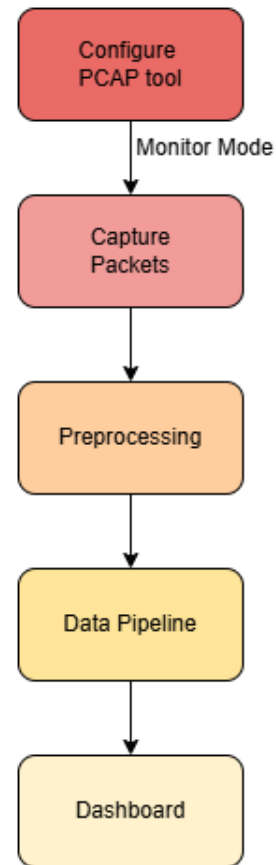 Configure
PCAP tool
Monitor Mode
Capture
Packets
Preprocessing
Data Pipeline
Dashboard